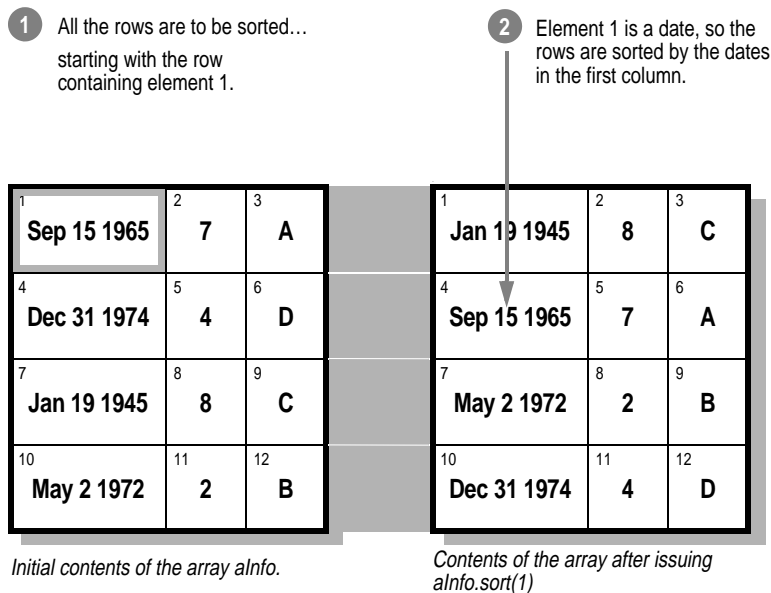 1 All the rows are to be sorted…
starting with the row
containing element 1.
2 Element 1 is a date, so the
rows are sorted by the dates
in the first column.
1 Sep 15 1965 2 7 3 A
4 Dec 31 1974 5 4 6 D
7 Jan 19 1945 8 8 9 C
10 May 2 1972 11 2 12 B
Initial contents of the array aInfo.
1 Jan 19 1945 2 8 3 C
4 Sep 15 1965 5 7 6 A
7 May 2 1972 8 2 9 B
10 Dec 31 1974 11 4 12 D
Contents of the array after issuing
aInfo.sort(1)